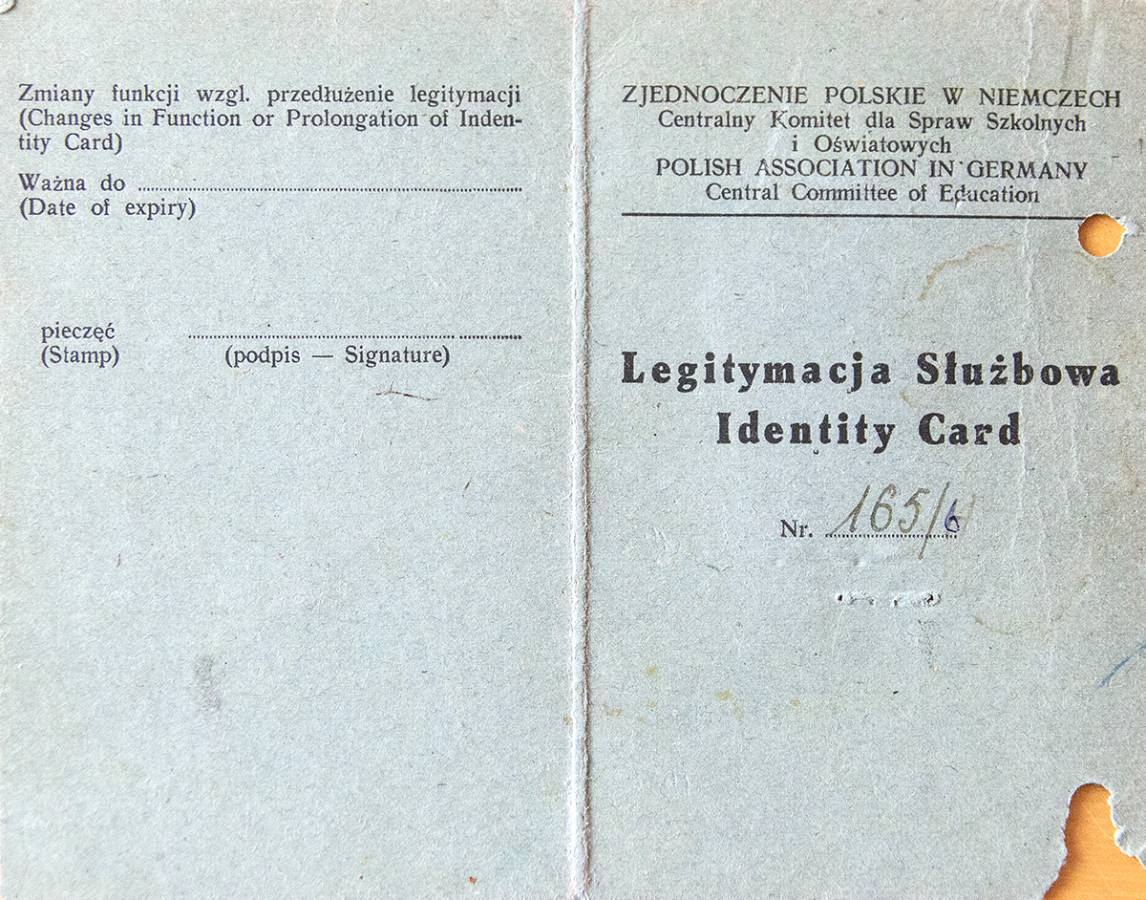 Zmiany funkcji wzgl. przedłużenie legitymacji
(Changes in Function or Prolongation of Inden-
tity Card)
Ważna do
(Date of expiry)
pieczęć
(Stamp)
(podpis — Signature)
ZJEDNOCZENIE POLSKIE W NIEMCZECH
Centralny Komitet dla Spraw Szkolnych
i Oświatowych
POLISH ASSOCIATION IN GERMANY
Central Committee of Education
Legitymacja Służbowa
Identity Card
Nr. 165/6